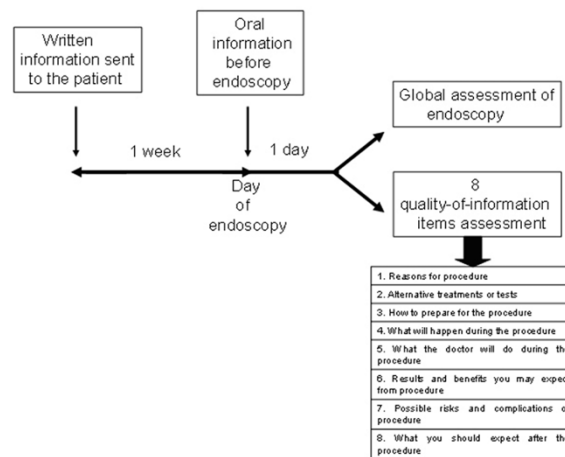 Written
information sent
to the patient
Oral
information
before
endoscopy
1 week
1 day
Day
of
endoscopy
Global assessment of
endoscopy
8
quality-of-information
items assessment
1. Reasons for procedure
2. Alternative treatments or tests
3. How to prepare for the procedure
4. What will happen during the procedure
5. What the doctor will do during the
procedure
6. Results and benefits you may expec
from procedure
7. Possible risks and complications o
procedure
8. What you should expect after the
procedure